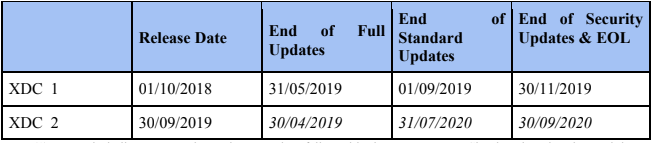 Release Date | End of Full Updates | End of Standard Updates | End of Security Updates & EOL
XDC 1 | 01/10/2018 | 31/05/2019 | 01/09/2019 | 30/11/2019
XDC 2 | 30/09/2019 | 30/04/2019 | 31/07/2020 | 30/09/2020